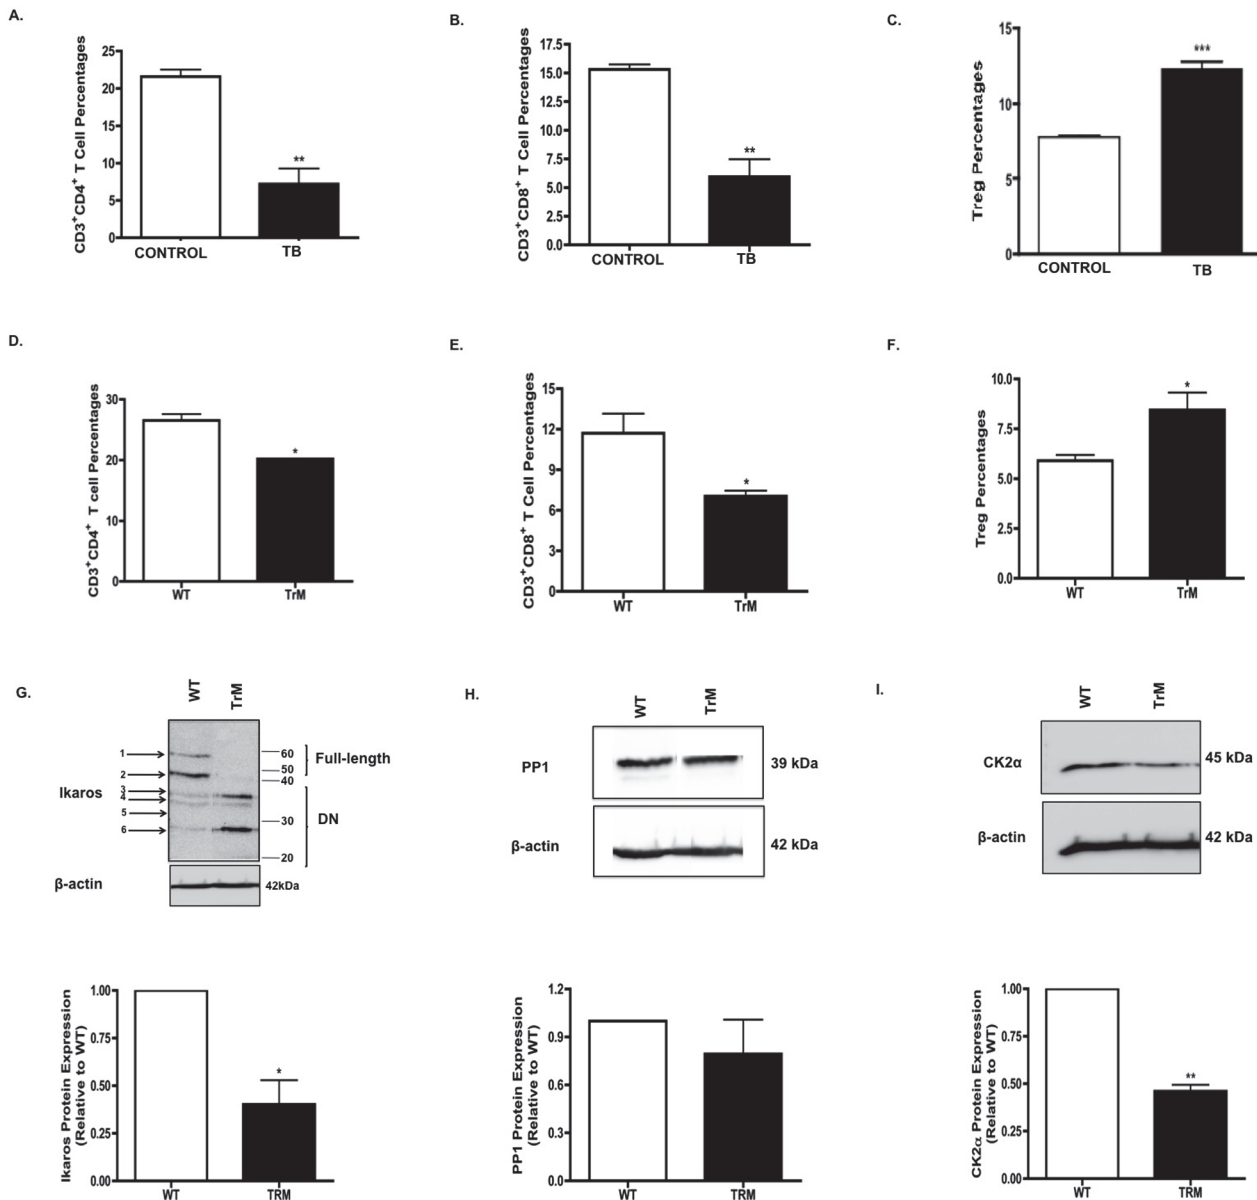 A.
CD3+CD4+ T Cell Percentages
25
20
15
10
5
0
**
CONTROL
TB
B.
CD3+CD8+ T Cell Percentages
17.5
15.0
12.5
10.0
7.5
5.0
2.5
0.0
**
CONTROL
TB
C.
Treg Percentages
15
10
5
0
***
CONTROL
TB
D.
CD3+CD4+ T cell Percentages
30
20
10
0
*
WT
TrM
E.
CD3+CD8+ T Cell Percentages
15
12
9
6
3
0
*
WT
TrM
F.
Treg Percentages
10.0
7.5
5.0
2.5
0.0
*
WT
TrM
G.
WT
TrM
Ikaros
1
2
3
4
5
6
60
50
40
30
20
Full-length
DN
β-actin
42kDa
Ikaros Protein Expression
(Relative to WT)
1.00
0.75
0.50
0.25
0.00
*
WT
TRM
H.
WT
TrM
PP1
39 kDa
β-actin
42 kDa
PP1 Protein Expression
(Relative to WT)
1.2
0.9
0.6
0.3
0.0
WT
TRM
I.
WT
TrM
CK2α
45 kDa
β-actin
42 kDa
CK2α Protein Expression
(Relative to WT)
1.00
0.75
0.50
0.25
0.00
**
WT
TRM